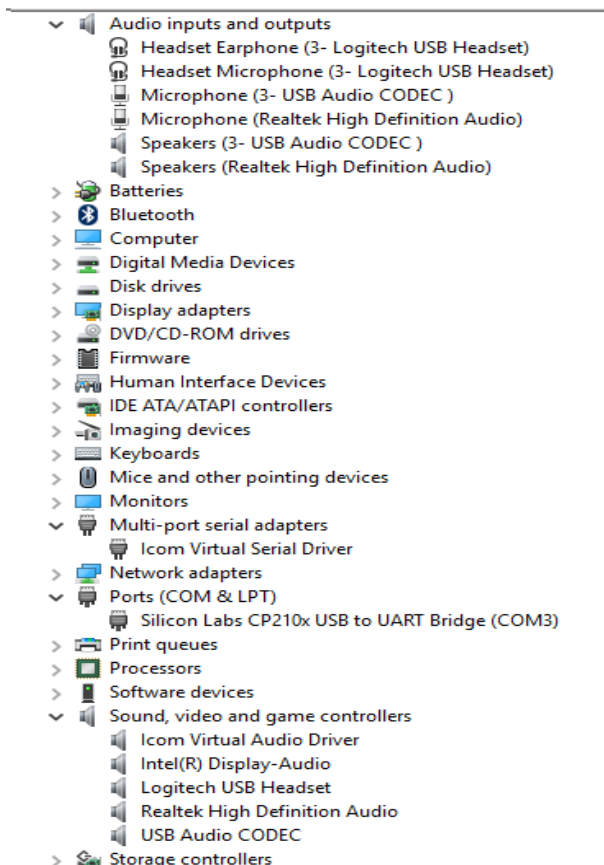 Audio inputs and outputs
Headset Earphone (3- Logitech USB Headset)
Headset Microphone (3- Logitech USB Headset)
Microphone (3- USB Audio CODEC )
Microphone (Realtek High Definition Audio)
Speakers (3- USB Audio CODEC )
Speakers (Realtek High Definition Audio)
Batteries
Bluetooth
Computer
Digital Media Devices
Disk drives
Display adapters
DVD/CD-ROM drives
Firmware
Human Interface Devices
IDE ATA/ATAPI controllers
Imaging devices
Keyboards
Mice and other pointing devices
Monitors
Multi-port serial adapters
Icom Virtual Serial Driver
Network adapters
Ports (COM & LPT)
Silicon Labs CP210x USB to UART Bridge (COM3)
Print queues
Processors
Software devices
Sound, video and game controllers
Icom Virtual Audio Driver
Intel(R) Display-Audio
Logitech USB Headset
Realtek High Definition Audio
USB Audio CODEC
Storage controllers